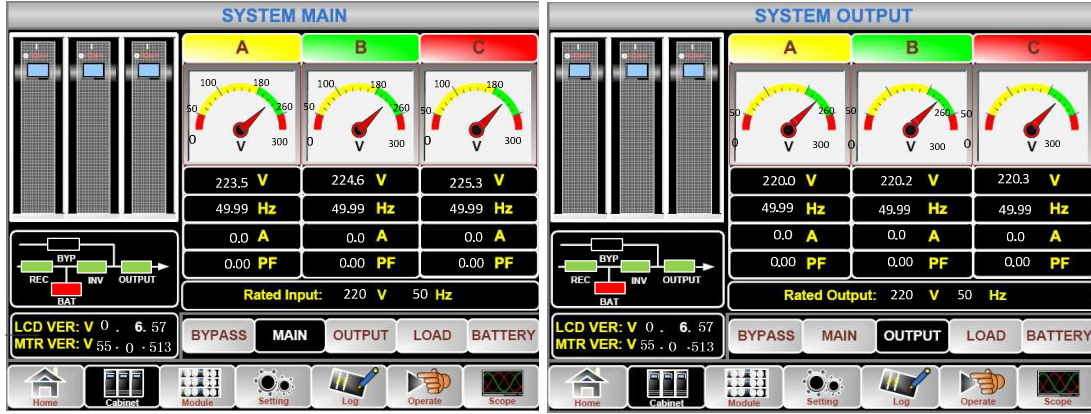 SYSTEM MAIN
A B C
100 180 100 180 100 180
50 260 50 260 50 260
0 V 300 0 V 300 0 V 300
223.5 V 224.6 V 225.3 V
49.99 Hz 49.99 Hz 49.99 Hz
0.0 A 0.0 A 0.0 A
0.00 PF 0.00 PF 0.00 PF
BYP
REC INV OUTPUT
BAT
Rated Input: 220 V 50 Hz
LCD VER: V 0 . 6. 57
MTR VER: V 55 . 0 .513
BYPASS MAIN OUTPUT LOAD BATTERY
Home Cabinet Module Setting Log Operate Scope
SYSTEM OUTPUT
A B C
50 50 260 50 260
0 V 300 0 V 300 0 V 300
220.0 V 220.2 V 220.3 V
49.99 Hz 49.99 Hz 49.99 Hz
0.0 A 0.0 A 0.0 A
0.00 PF 0.00 PF 0.00 PF
BYP
REC INV OUTPUT
BAT
Rated Output: 220 V 50 Hz
LCD VER: V 0 . 6. 57
MTR VER: V 55 . 0 .513
BYPASS MAIN OUTPUT LOAD BATTERY
Home Cabinet Module Setting Log Operate Scope